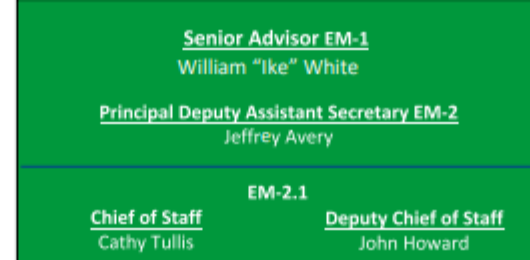 Senior Advisor EM-1
William “Ike” White
Principal Deputy Assistant Secretary EM-2
Jeffrey Avery
EM-2.1
Chief of Staff
Deputy Chief of Staff
Cathy Tullis
John Howard